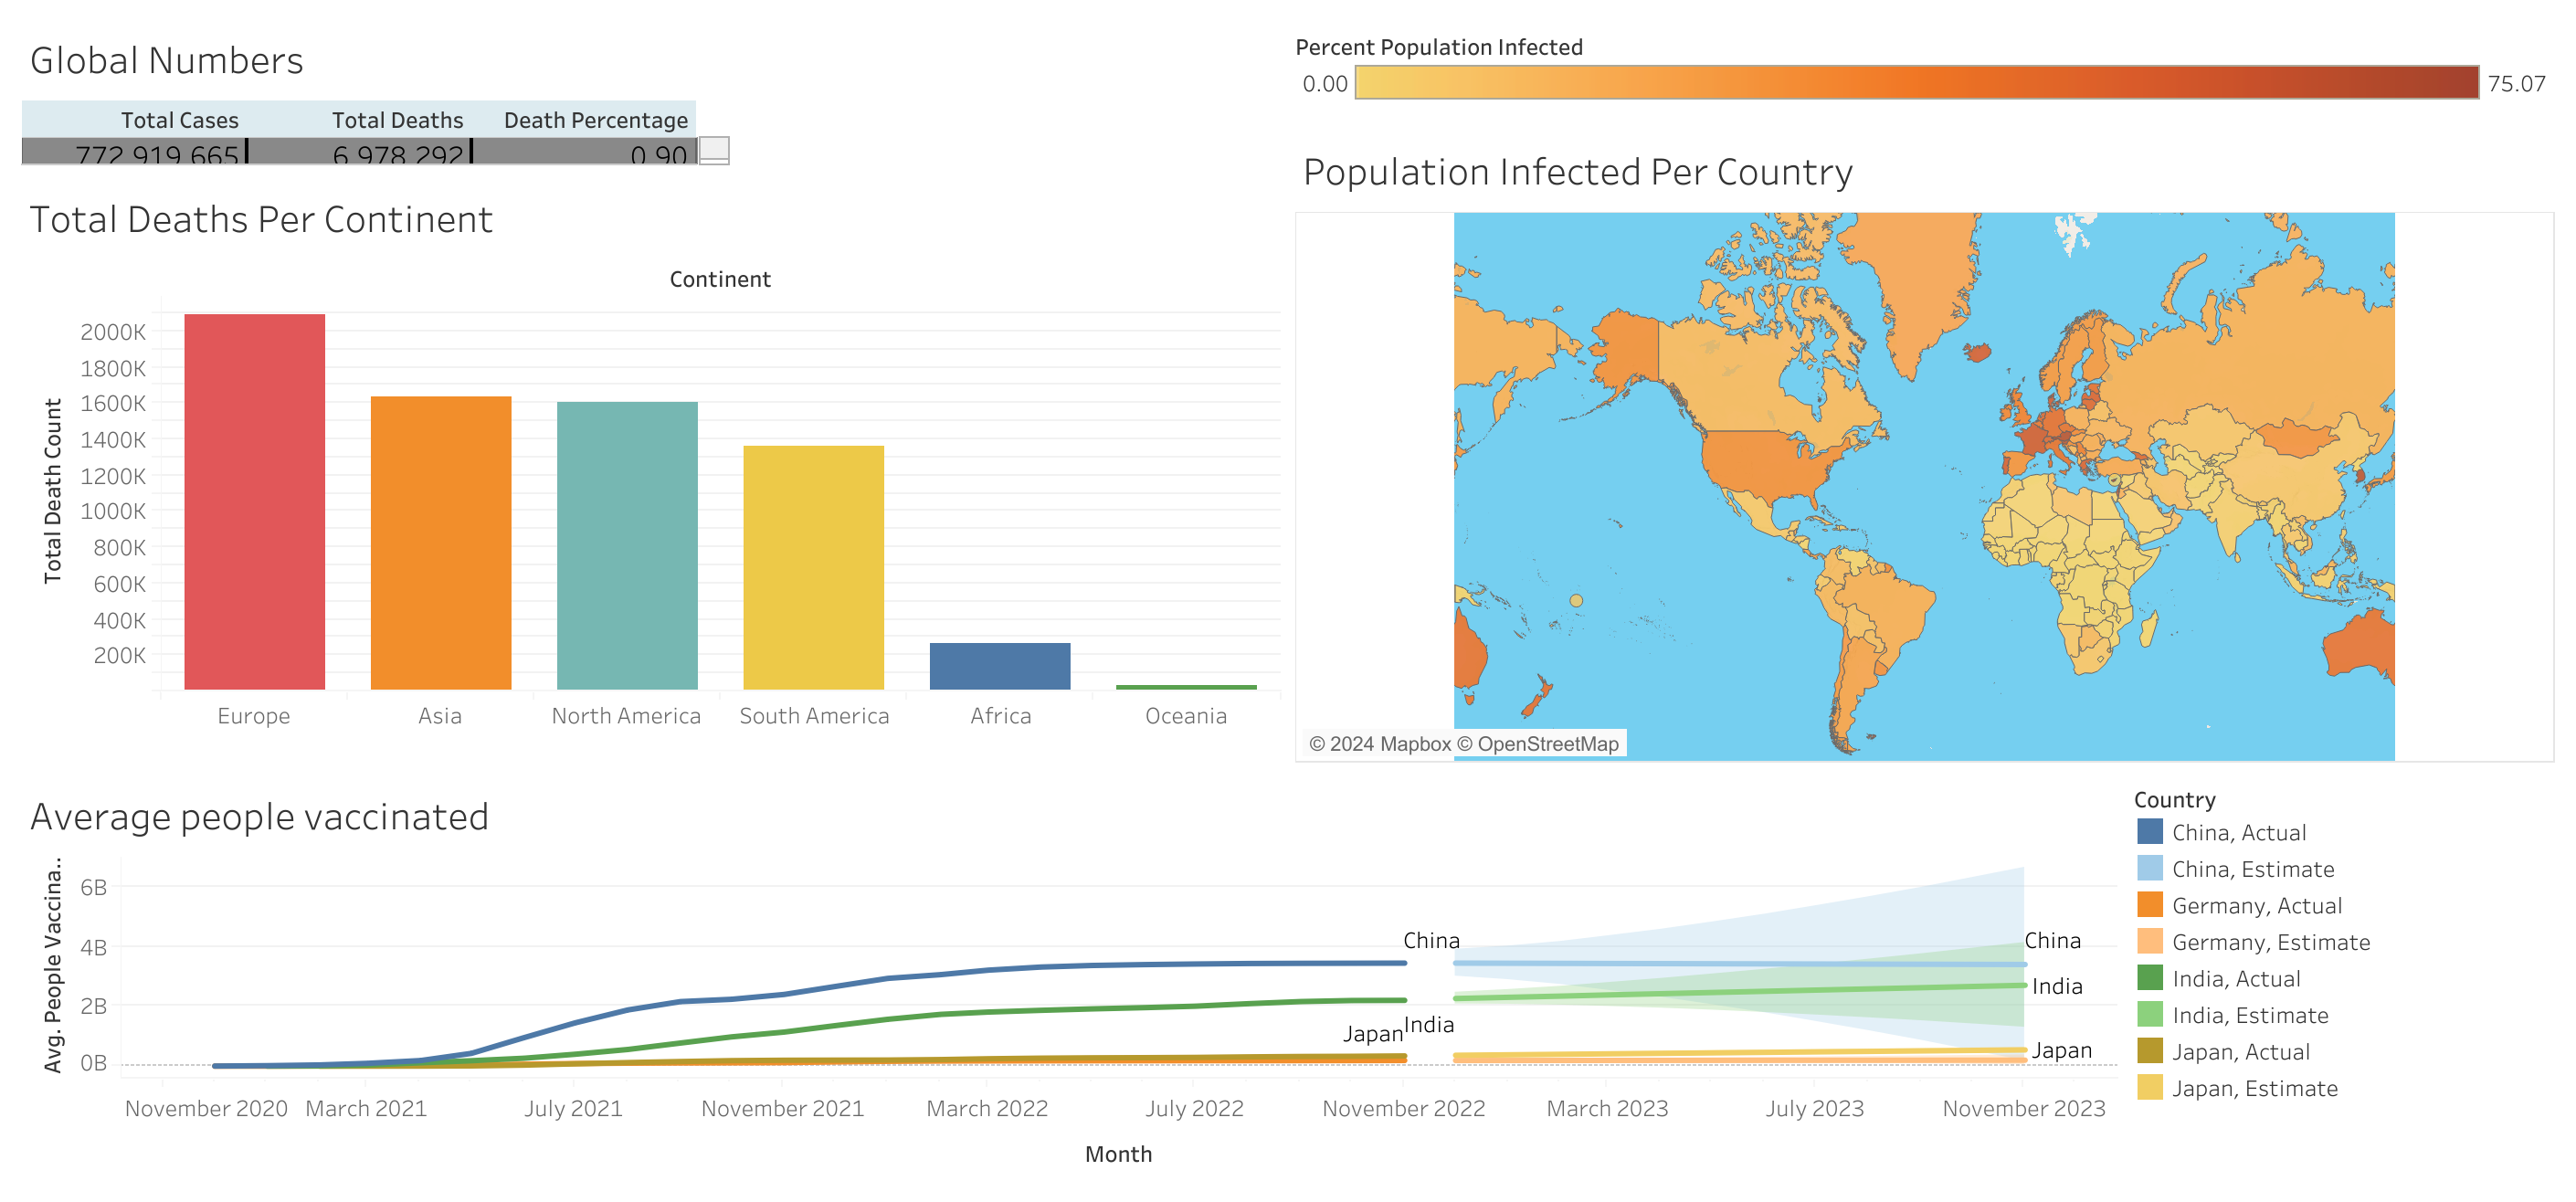 Global Numbers
Total Cases Total Deaths Death Percentage
772 919 665 6 978 292 0 90
Total Deaths Per Continent
Continent
Total Death Count
2000K
1800K
1600K
1400K
1200K
1000K
800K
600K
400K
200K
Europe Asia North America South America Africa Oceania
Percent Population Infected
0.00 75.07
Population Infected Per Country
© 2024 Mapbox © OpenStreetMap
Average people vaccinated
Avg. People Vaccina..
6B
4B
2B
0B
China China
India
India
Japan
Japan
November 2020 March 2021 July 2021 November 2021 March 2022 July 2022 November 2022 March 2023 July 2023 November 2023
Month
Country
China, Actual
China, Estimate
Germany, Actual
Germany, Estimate
India, Actual
India, Estimate
Japan, Actual
Japan, Estimate